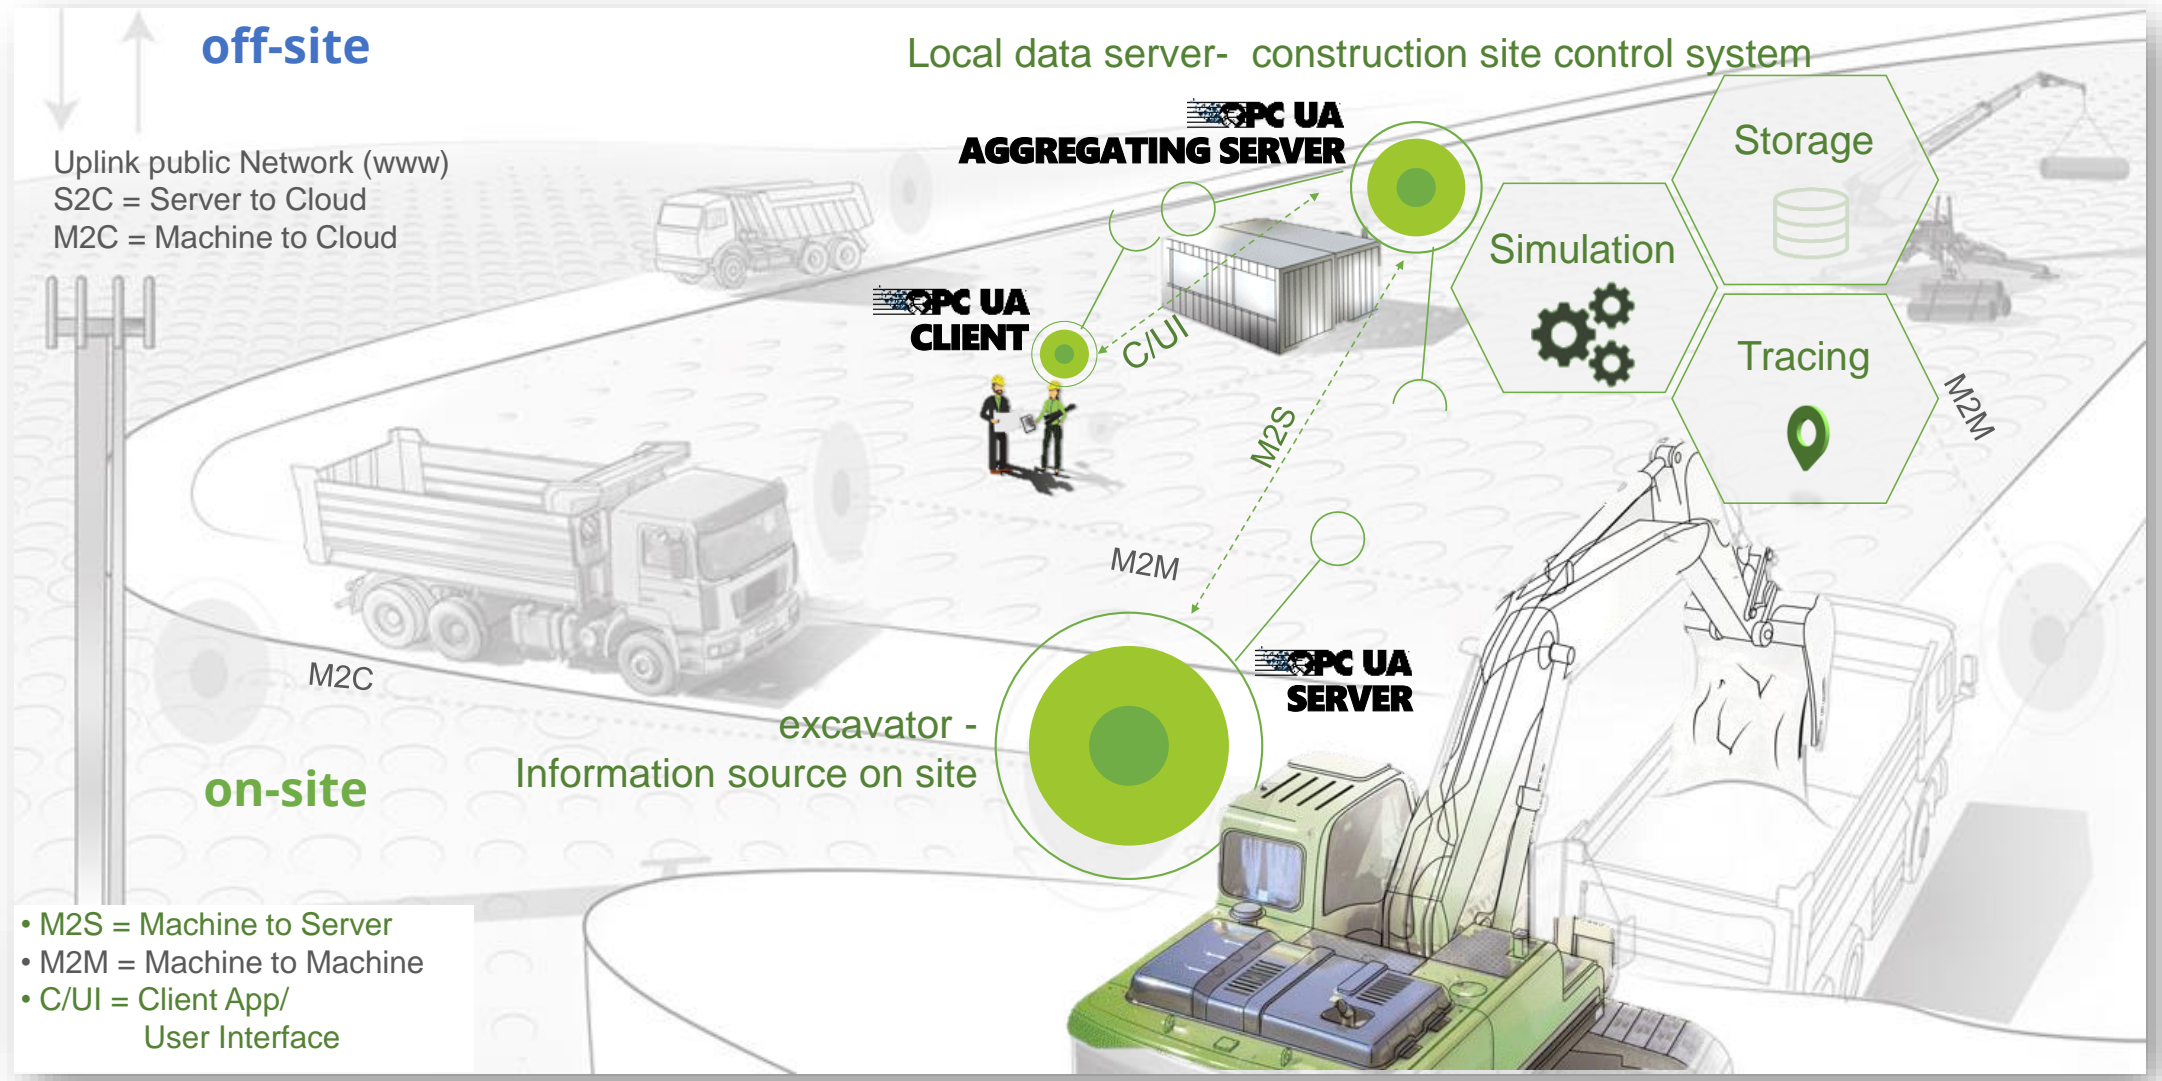 off-site
Local data server-  construction site control system
Uplink public Network (www)
S2C = Server to Cloud
M2C = Machine to Cloud
OPC UA
AGGREGATING SERVER
Storage
Simulation
Tracing
OPC UA
CLIENT
C/UI
M2S
M2M
M2M
M2C
OPC UA
SERVER
excavator -
Information source on site
on-site
• M2S = Machine to Server
• M2M = Machine to Machine
• C/UI = Client App/
User Interface